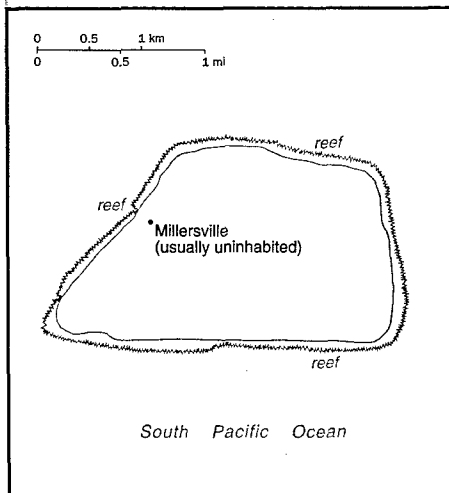 0 0.5 1 km
0 0.5 1 mi
reef
reef
Millersville
(usually uninhabited)
reef
South Pacific Ocean